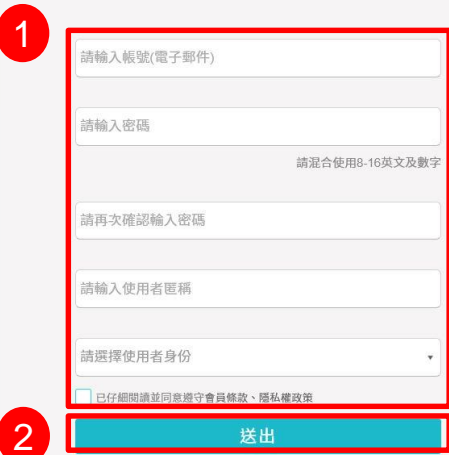 1
請輸入帳號(電子郵件)
請輸入密碼
請混合使用8-16英文及數字
請再次確認輸入密碼
請輸入使用者匿稱
請選擇使用者身份
已仔細閱讀並同意遵守會員條款、隱私權政策
2
送出